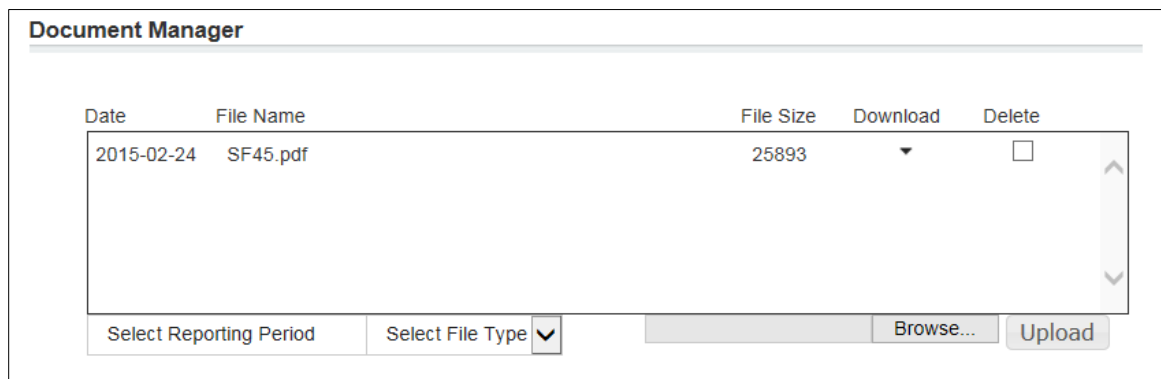 Document Manager
Date File Name File Size Download Delete
2015-02-24 SF45.pdf 25893
Select Reporting Period Select File Type Browse... Upload